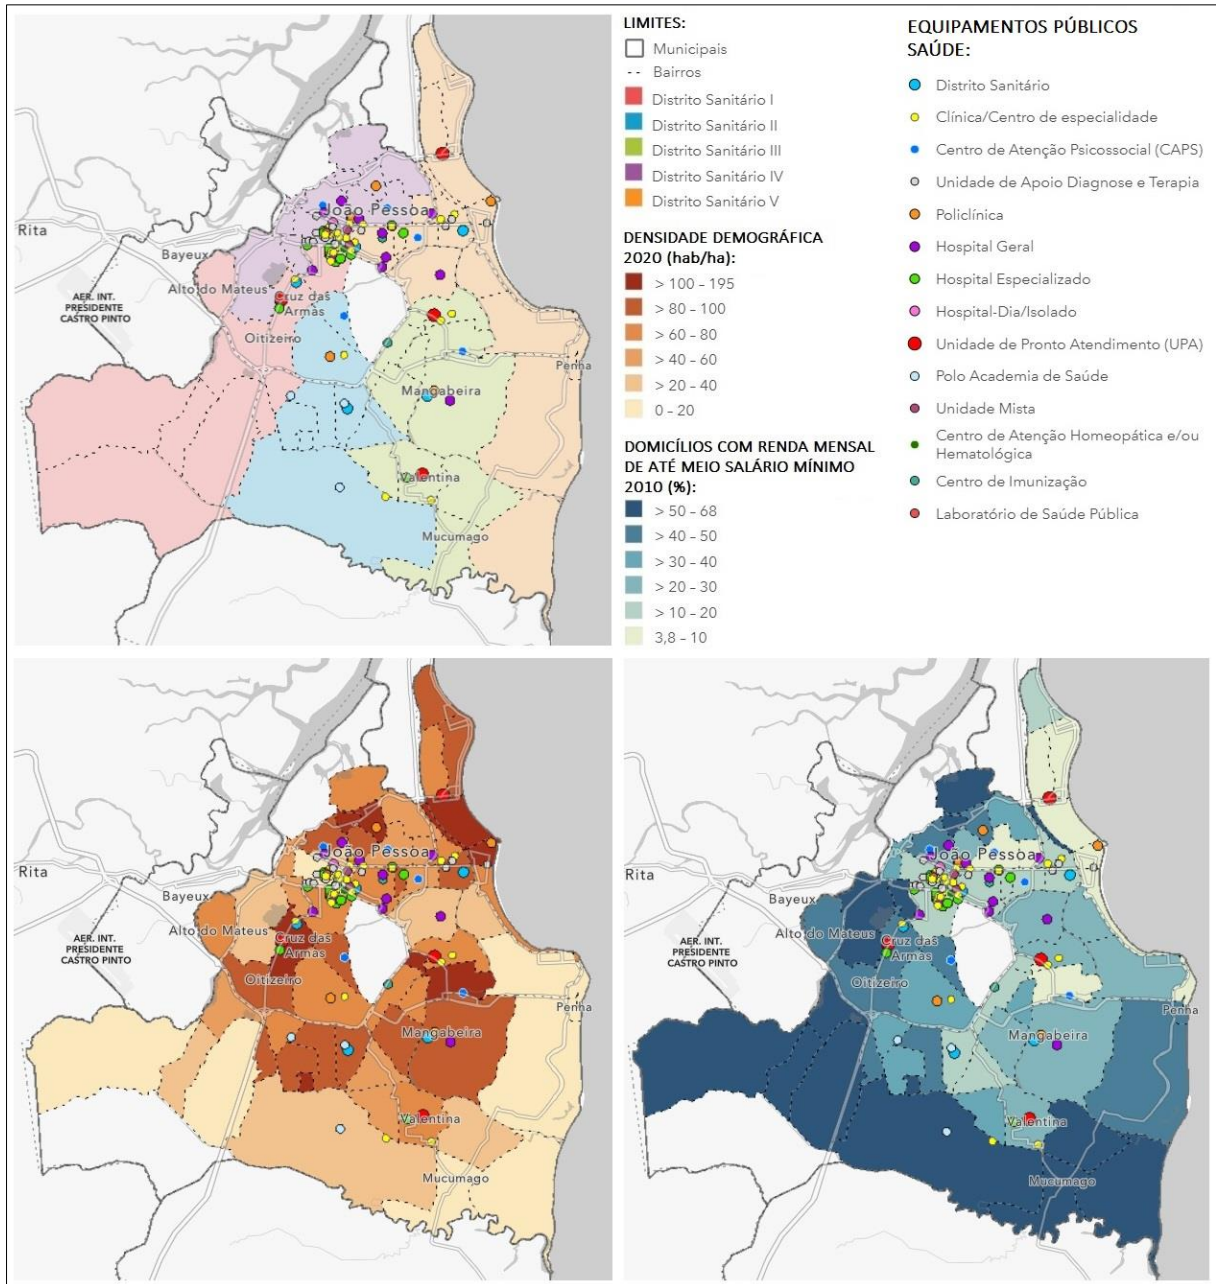 João Pessoa
Rita
Bayeux
Alto do Mateus
Cruz das
Armas
AER. INT.
PRESIDENTE
CASTRO PINTO
Oitizeiro
Penha
Mangabeira
Valentina
Mucumago
LIMITES:
Municipais
Bairros
Distrito Sanitário I
Distrito Sanitário II
Distrito Sanitário III
Distrito Sanitário IV
Distrito Sanitário V
DENSIDADE DEMOGRÁFICA
2020 (hab/ha):
> 100 – 195
> 80 – 100
> 60 – 80
> 40 – 60
> 20 – 40
0 – 20
DOMICÍLIOS COM RENDA MENSAL
DE ATÉ MEIO SALÁRIO MÍNIMO
2010 (%):
> 50 – 68
> 40 – 50
> 30 – 40
> 20 – 30
> 10 – 20
3,8 – 10
EQUIPAMENTOS PÚBLICOS
SAÚDE:
Distrito Sanitário
Clínica/Centro de especialidade
Centro de Atenção Psicossocial (CAPS)
Unidade de Apoio Diagnose e Terapia
Policlínica
Hospital Geral
Hospital Especializado
Hospital-Dia/Isolado
Unidade de Pronto Atendimento (UPA)
Polo Academia de Saúde
Unidade Mista
Centro de Atenção Homeopática e/ou
Hematológica
Centro de Imunização
Laboratório de Saúde Pública
João Pessoa
Rita
Bayeux
Alto do Mateus
Cruz das
Armas
AER. INT.
PRESIDENTE
CASTRO PINTO
Oitizeiro
Penha
Mangabeira
Valentina
Mucumago
João Pessoa
Rita
Bayeux
Alto do Mateus
Cruz das
Armas
AER. INT.
PRESIDENTE
CASTRO PINTO
Oitizeiro
Penha
Mangabeira
Valentina
Mucumago